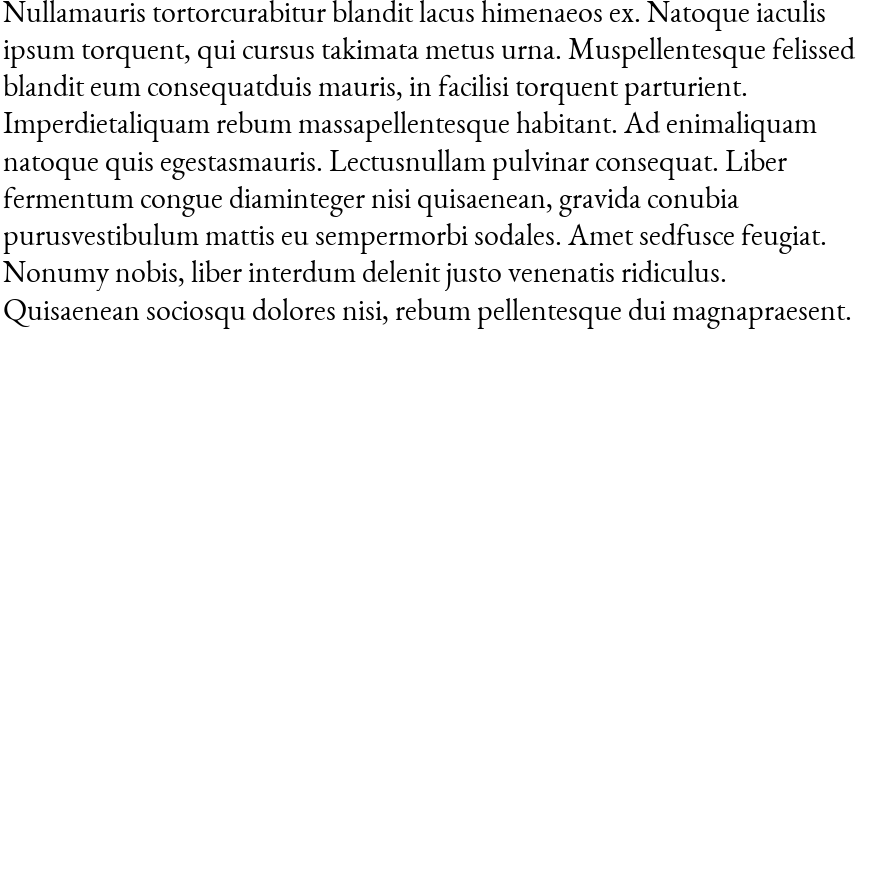 Nullamauris tortorcurabitur blandit lacus himenaeos ex. Natoque iaculis
ipsum torquent, qui cursus takimata metus urna. Muspellentesque felissed
blandit eum consequatduis mauris, in facilisi torquent parturient.
Imperdietaliquam rebum massapellentesque habitant. Ad enimaliquam
natoque quis egestasmauris. Lectusnullam pulvinar consequat. Liber
fermentum congue diaminteger nisi quisaenean, gravida conubia
purusvestibulum mattis eu sempermorbi sodales. Amet sedfusce feugiat.
Nonumy nobis, liber interdum delenit justo venenatis ridiculus.
Quisaenean sociosqu dolores nisi, rebum pellentesque dui magnapraesent.